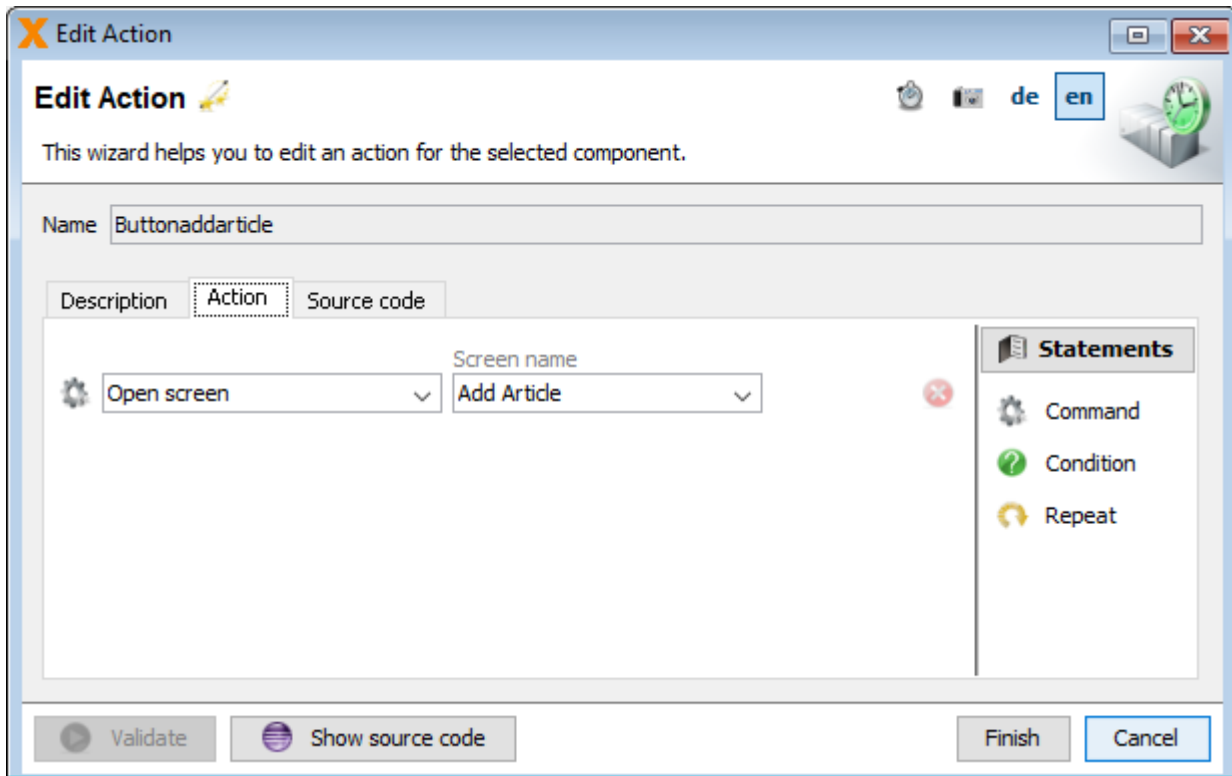 Edit Action
Edit Action
de en
This wizard helps you to edit an action for the selected component.
Name Buttonaddarticle
Description Action Source code
Screen name
Open screen Add Article
Statements
Command
Condition
Repeat
Validate Show source code Finish Cancel